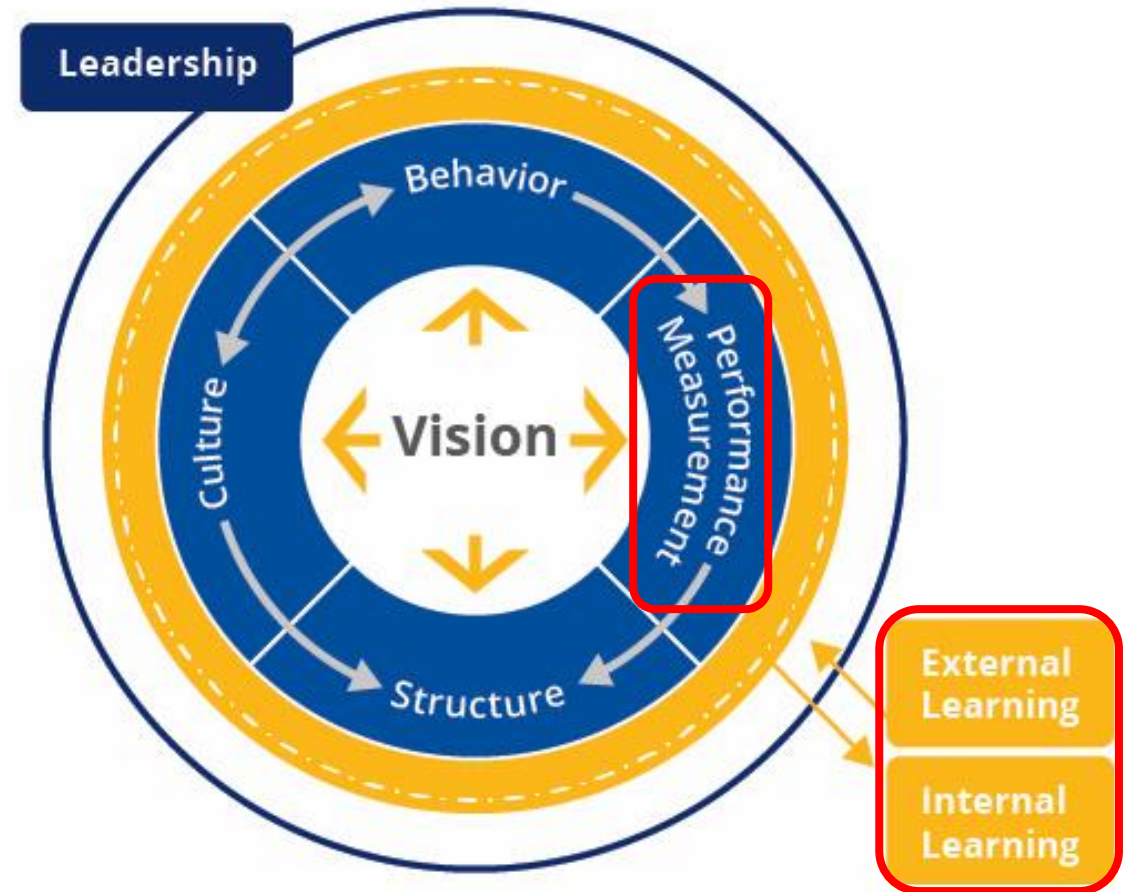 Leadership
Behavior
Culture
Vision
Performance
Measurement
Structure
External
Learning
Internal
Learning